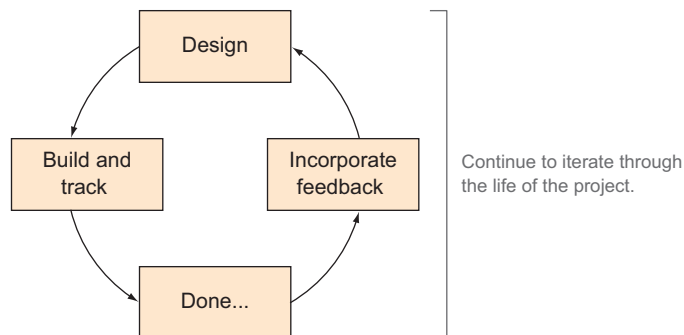 Design
Build and
track
Incorporate
feedback
Continue to iterate through
the life of the project.
Done...